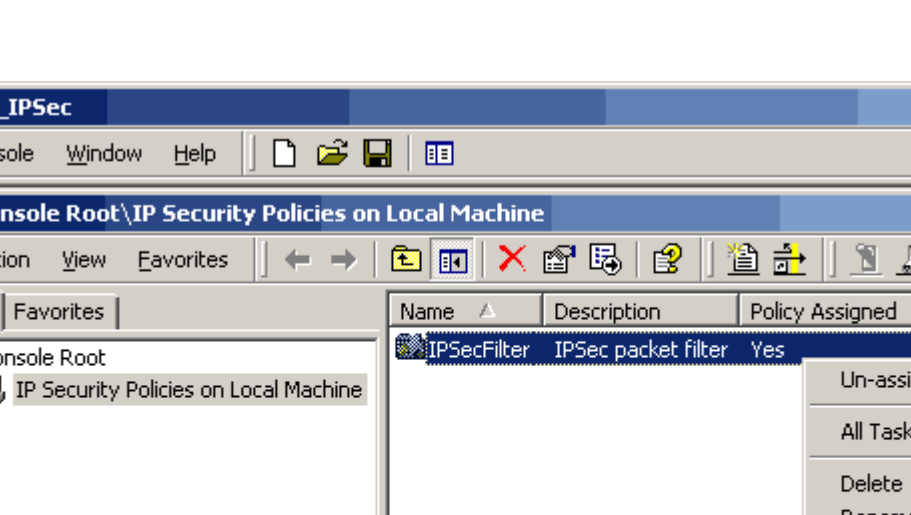 _IPSec
sole Window Help
nsole Root\IP Security Policies on Local Machine
tion View Favorites
Favorites
Name Description Policy Assigned
onsole Root
IPSecFilter IPSec packet filter Yes
IP Security Policies on Local Machine
Un-assi
All Task
Delete